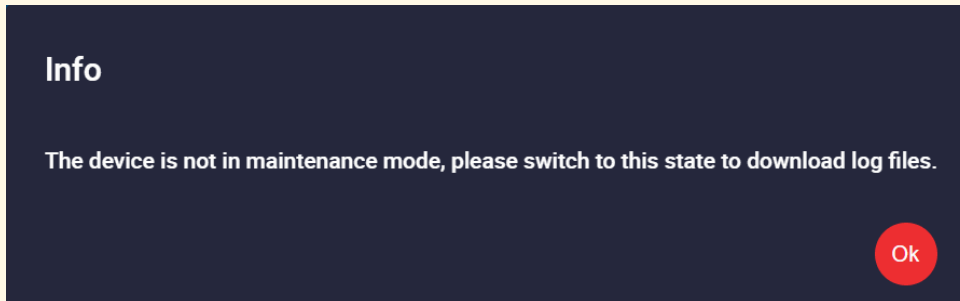 Info
The device is not in maintenance mode, please switch to this state to download log files.
Ok